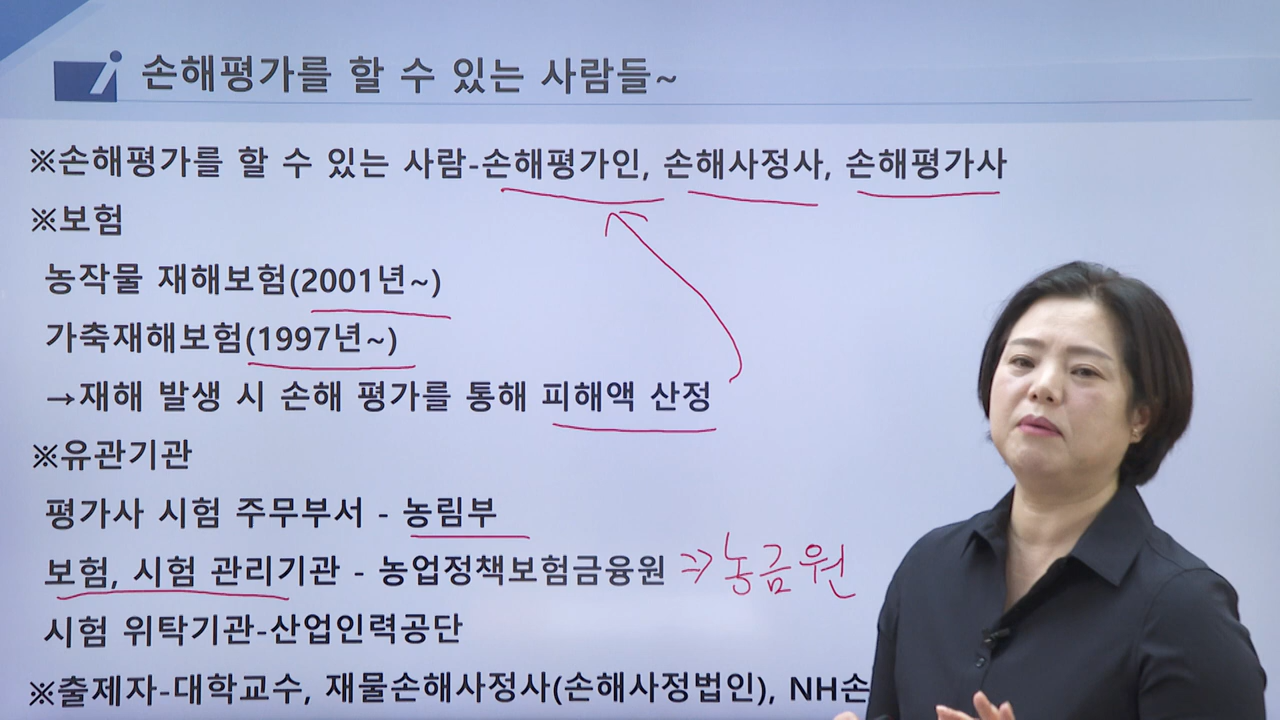 손해평가를 할 수 있는 사람들~
※손해평가를 할 수 있는 사람-손해평가인, 손해사정사, 손해평가사
※보험
농작물 재해보험(2001년~)
가축재해보험(1997년~)
→재해 발생 시 손해 평가를 통해 피해액 산정
※유관기관
평가사 시험 주무부서 - 농림부
보험, 시험 관리기관 - 농업정책보험금융원 ⇒농금원
시험 위탁기관-산업인력공단
※출제자-대학교수, 재물손해사정사(손해사정법인), NH손